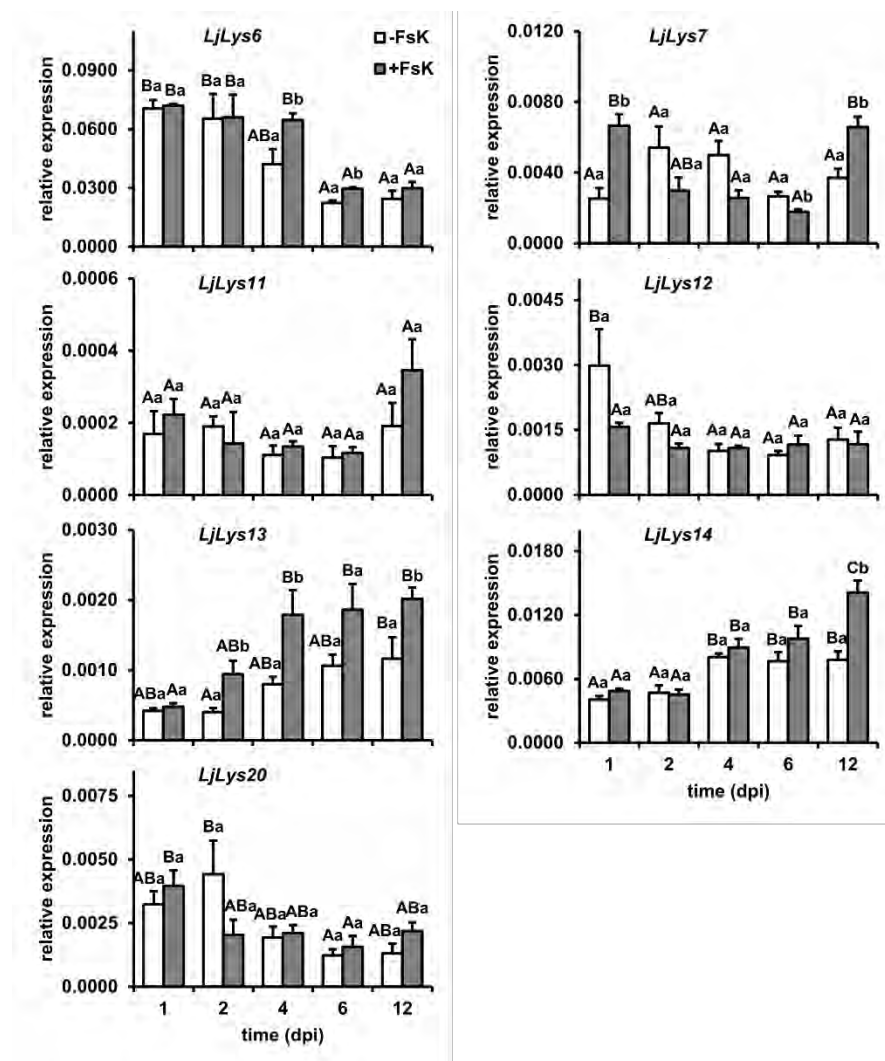 LjLys6
-FsK
+FsK
relative expression
0.0900
0.0600
0.0300
0.0000
Ba Ba Ba Ba ABa Bb Aa Ab Aa Aa
LjLys7
relative expression
0.0120
0.0080
0.0040
0.0000
Aa Bb Aa ABa Aa Aa Aa Ab Aa Bb
LjLys11
relative expression
0.0006
0.0004
0.0002
0.0000
Aa Aa Aa Aa Aa Aa Aa Aa Aa Aa
LjLys12
relative expression
0.0045
0.0030
0.0015
0.0000
Ba Aa ABa Aa Aa Aa Aa Aa Aa Aa
LjLys13
relative expression
0.0030
0.0020
0.0010
0.0000
ABa Aa Aa ABb ABa Bb ABa Ba Ba Bb
LjLys14
relative expression
0.0180
0.0120
0.0060
0.0000
Aa Aa Aa Aa Ba Ba Ba Ba Ba Cb
1 2 4 6 12
time (dpi)
LjLys20
relative expression
0.0075
0.0050
0.0025
0.0000
ABa Ba Ba ABa ABa ABa Aa Aa ABa ABa
1 2 4 6 12
time (dpi)